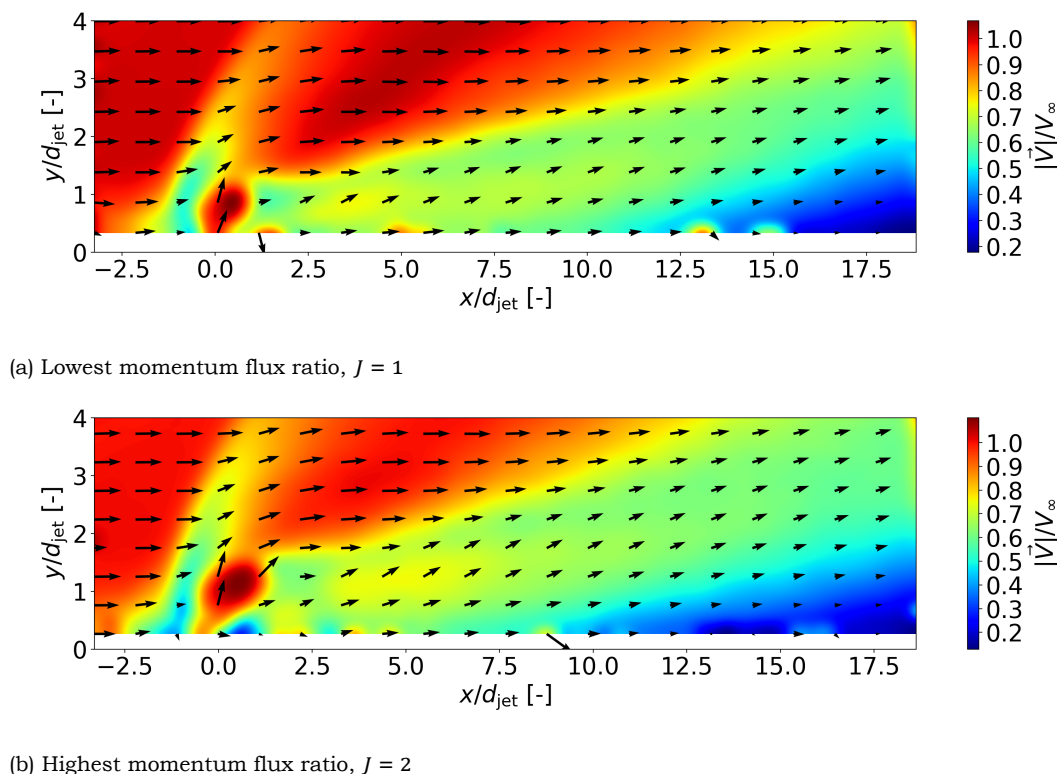 4
3
2
1
0
y/d_jet [-]
−2.5 0.0 2.5 5.0 7.5 10.0 12.5 15.0 17.5
x/d_jet [-]
1.0
0.9
0.8
0.7
0.6
0.5
0.4
0.3
0.2
|V⃗|/V_∞
(a) Lowest momentum flux ratio, J = 1
4
3
2
1
0
y/d_jet [-]
−2.5 0.0 2.5 5.0 7.5 10.0 12.5 15.0 17.5
x/d_jet [-]
1.0
0.9
0.8
0.7
0.6
0.5
0.4
0.3
0.2
|V⃗|/V_∞
(b) Highest momentum flux ratio, J = 2